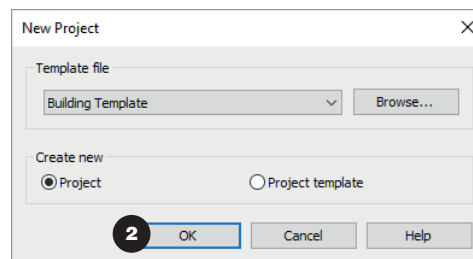 New Project
Template file
Building Template Browse...
Create new
Project Project template
2 OK Cancel Help